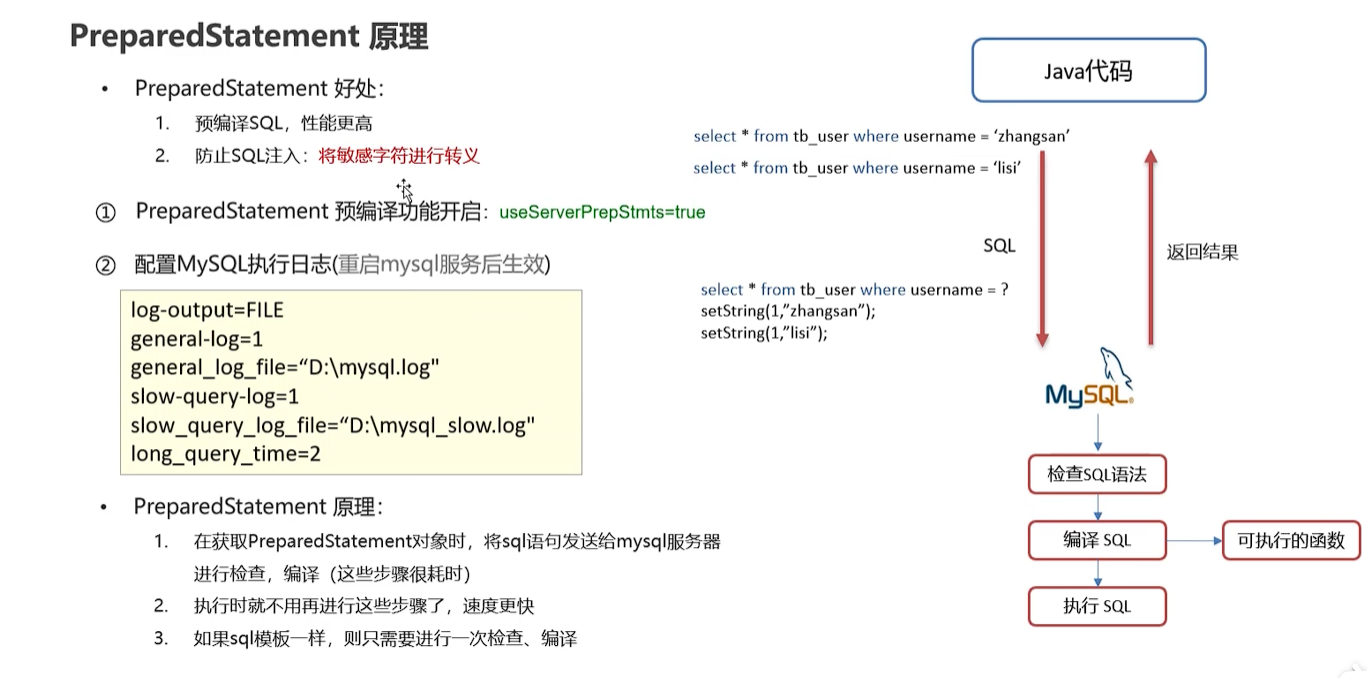 PreparedStatement 原理
• PreparedStatement 好处：
1. 预编译SQL，性能更高
2. 防止SQL注入：将敏感字符进行转义
① PreparedStatement 预编译功能开启：useServerPrepStmts=true
② 配置MySQL执行日志(重启mysql服务后生效)
log-output=FILE
general-log=1
general_log_file=“D:\mysql.log"
slow-query-log=1
slow_query_log_file=“D:\mysql_slow.log"
long_query_time=2
• PreparedStatement 原理：
1. 在获取PreparedStatement对象时，将sql语句发送给mysql服务器
进行检查，编译（这些步骤很耗时）
2. 执行时就不用再进行这些步骤了，速度更快
3. 如果sql模板一样，则只需要进行一次检查、编译
Java代码
select * from tb_user where username = ‘zhangsan’
select * from tb_user where username = ‘lisi’
SQL
返回结果
select * from tb_user where username = ?
setString(1,”zhangsan”);
setString(1,”lisi”);
MySQL®
检查SQL语法
编译 SQL
可执行的函数
执行 SQL